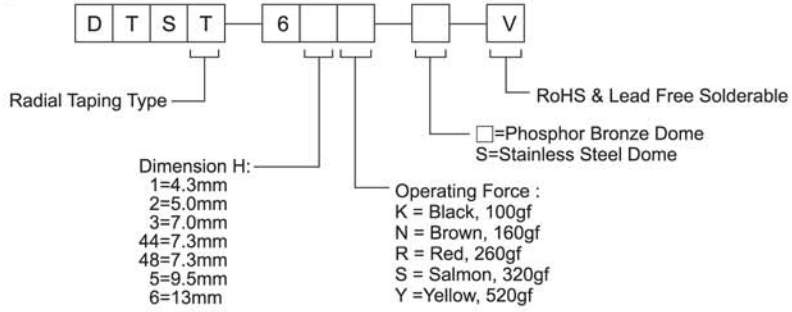 D T S T 6 V
Radial Taping Type
RoHS & Lead Free Solderable
□=Phosphor Bronze Dome
S=Stainless Steel Dome
Dimension H:
1=4.3mm
2=5.0mm
3=7.0mm
44=7.3mm
48=7.3mm
5=9.5mm
6=13mm
Operating Force :
K = Black, 100gf
N = Brown, 160gf
R = Red, 260gf
S = Salmon, 320gf
Y =Yellow, 520gf